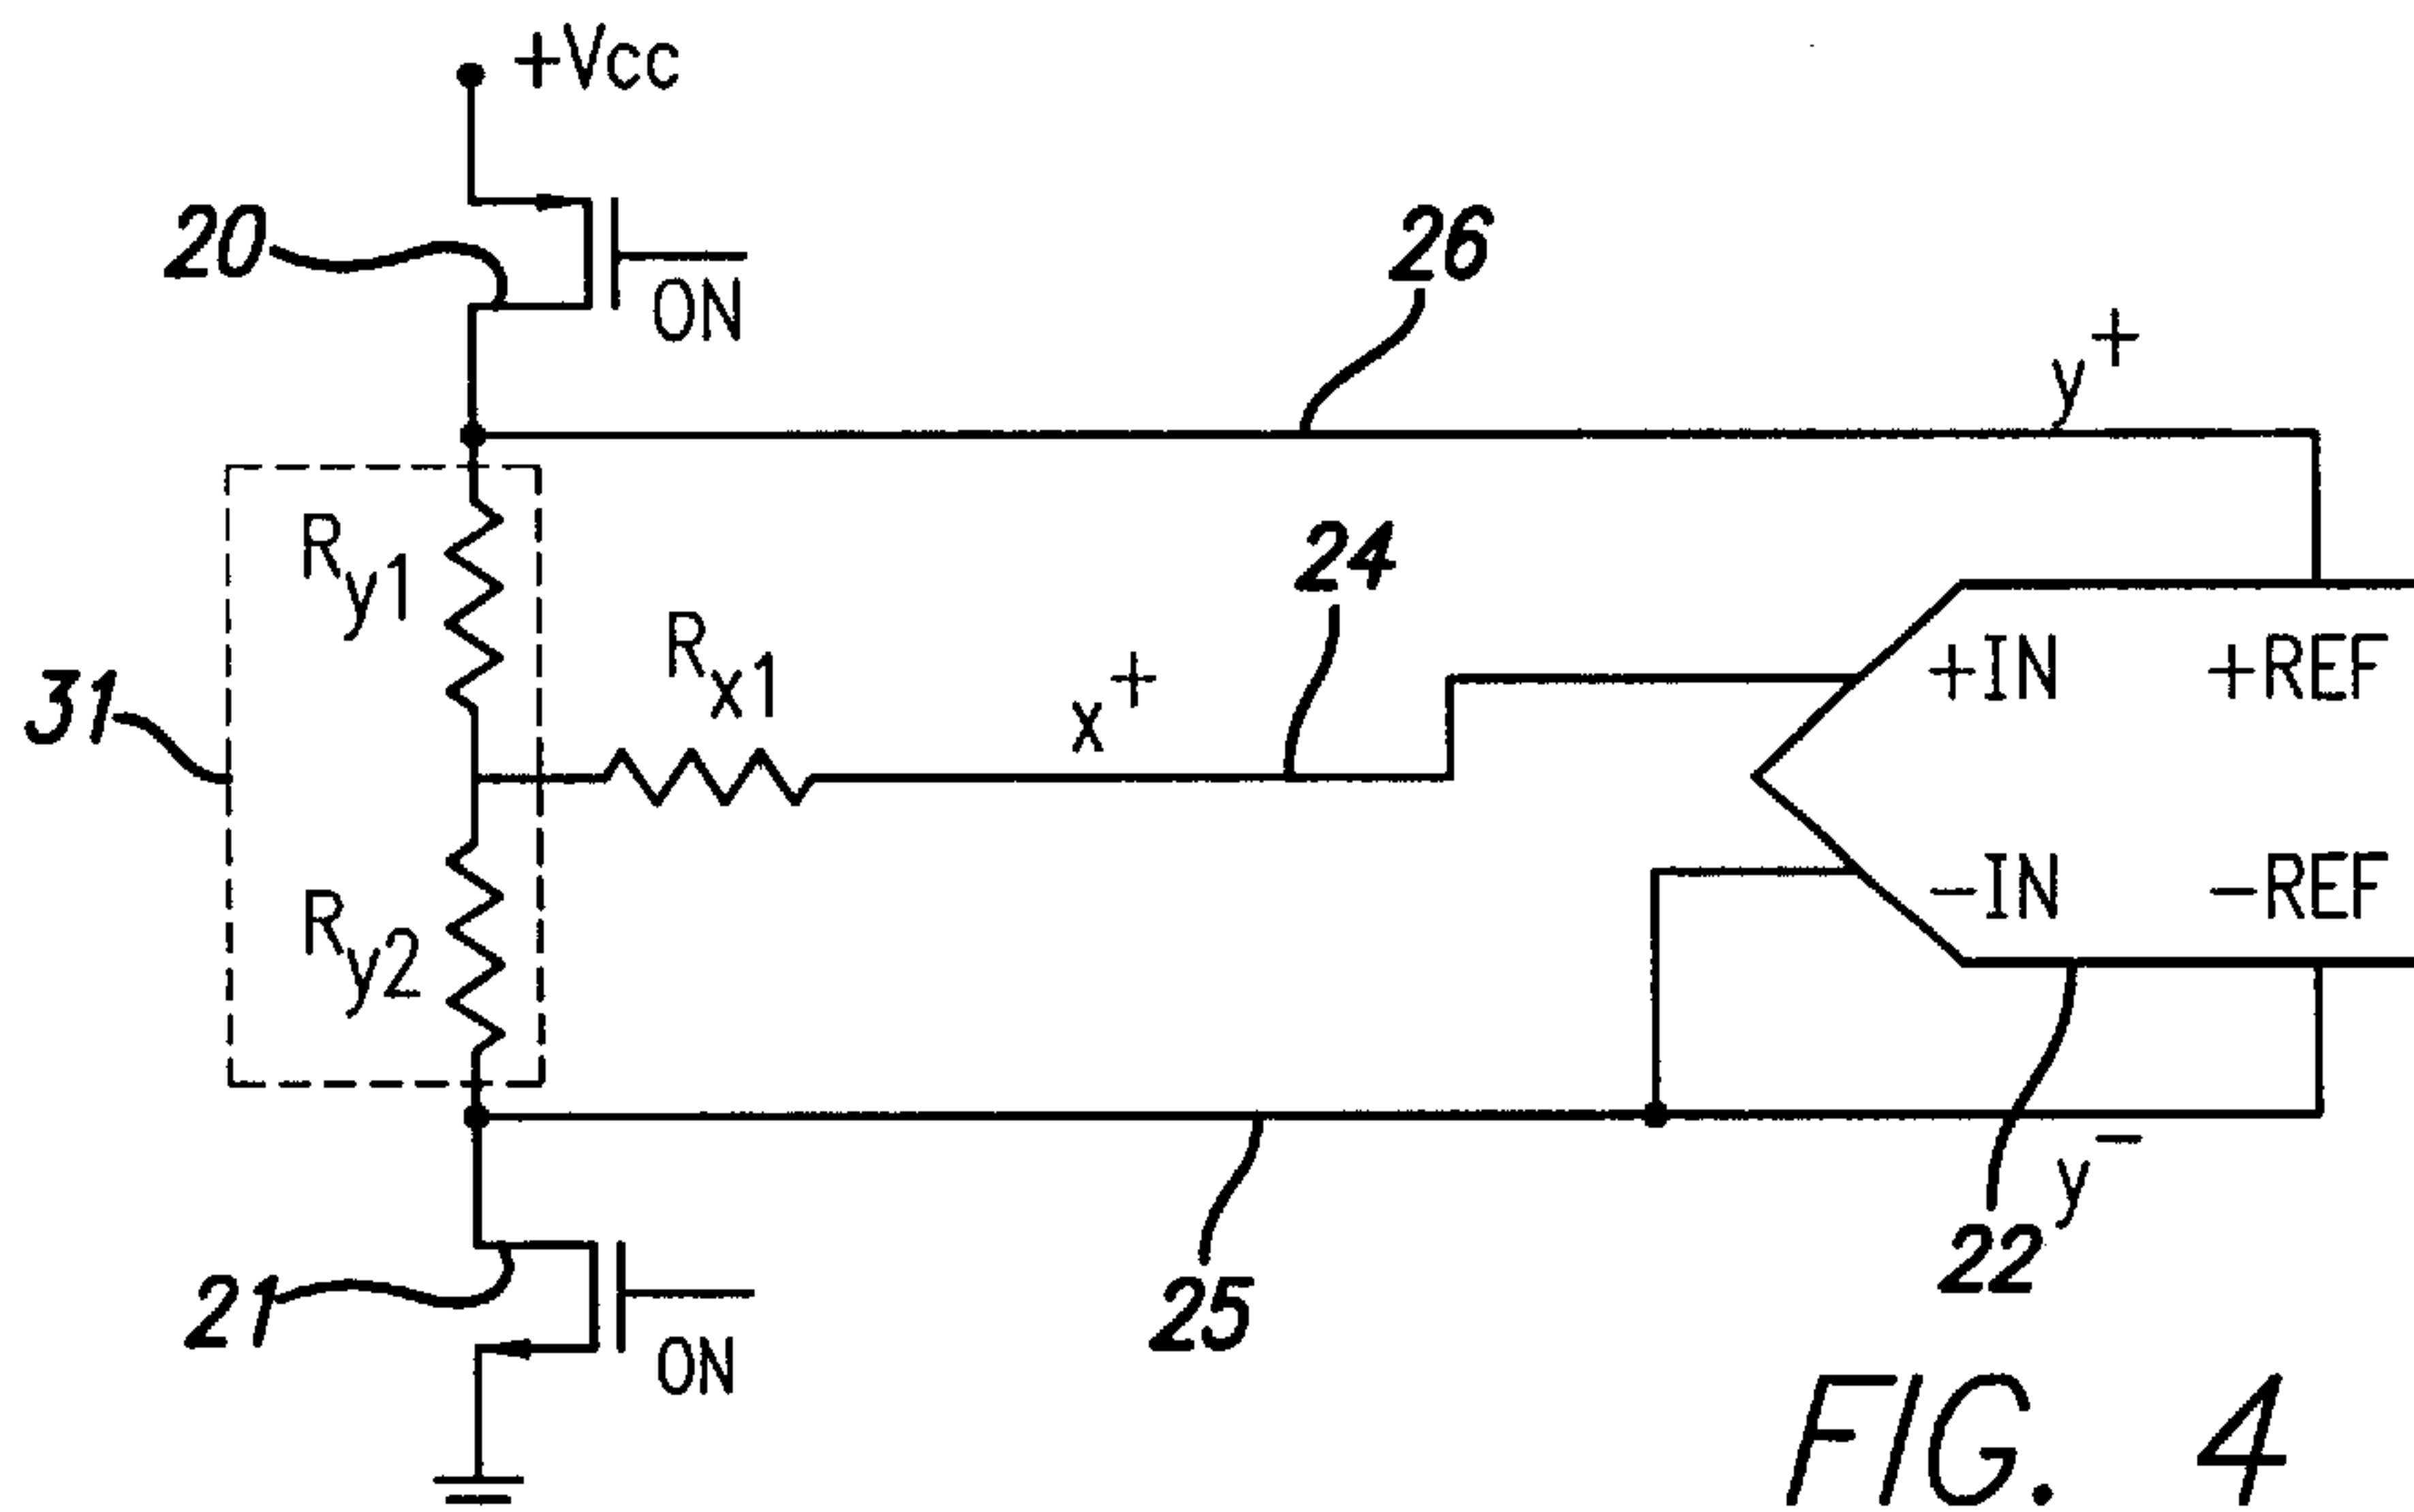 +Vcc
20
ON
26
y+
Ry1
24
Rx1
x+
31
+IN +REF
-IN -REF
Ry2
y-
22
21
25
ON
FIG. 4